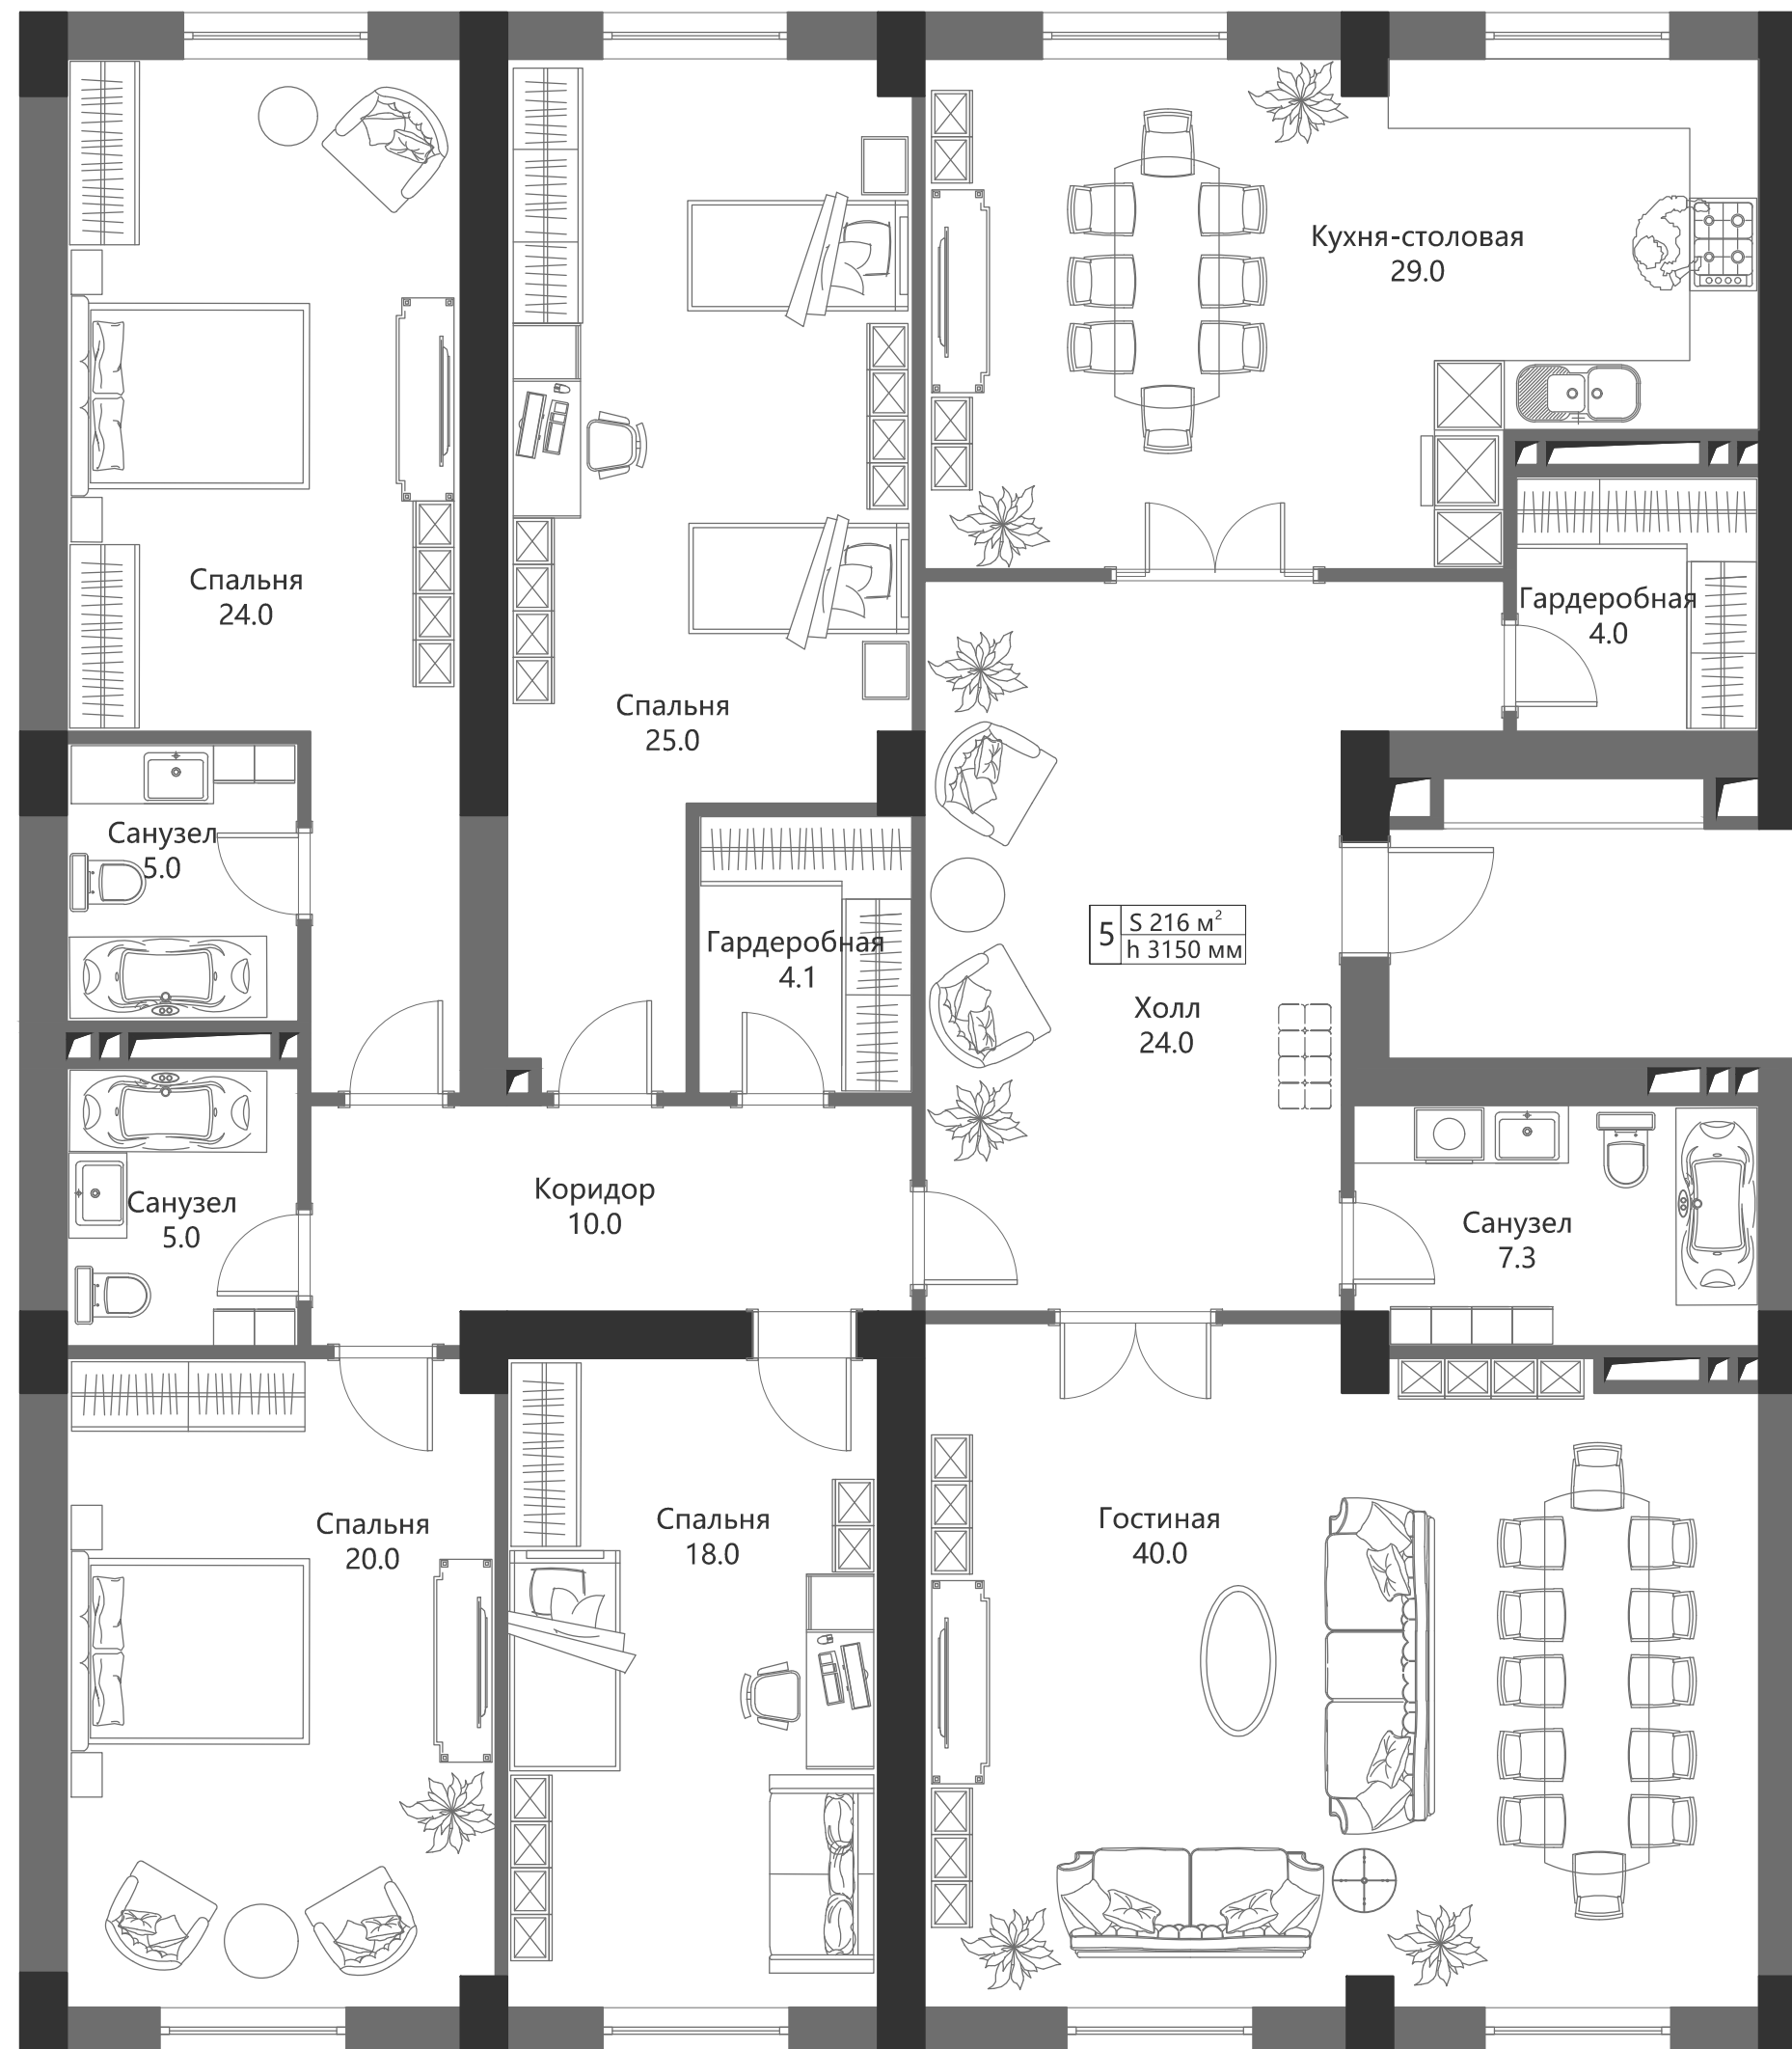 Кухня-столовая
29.0
Спальня
24.0
Гардеробная
4.0
Спальня
25.0
Санузел
5.0
5
S 216 м²
h 3150 мм
Гардеробная
4.1
Холл
24.0
Коридор
10.0
Санузел
5.0
Санузел
7.3
Спальня
20.0
Спальня
18.0
Гостиная
40.0